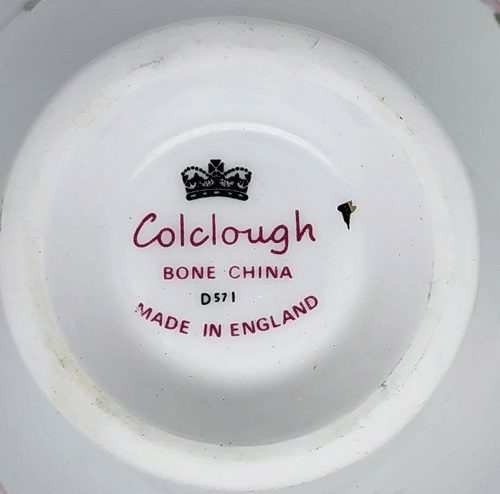 Colclough
BONE CHINA
D571
MADE IN ENGLAND